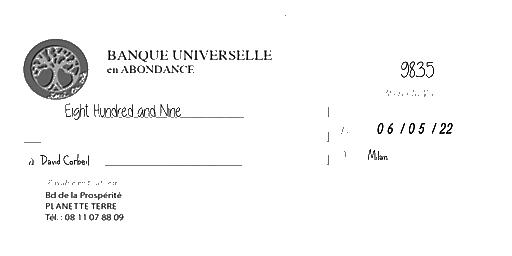 BANQUE UNIVERSELLE
en ABONDANCE
9835
Eight Hundred and Nine
06/05/22
à David Corbeil
Milan
Bd de la Prospérité
PLANETTE TERRE
Tél. : 08 11 07 88 09